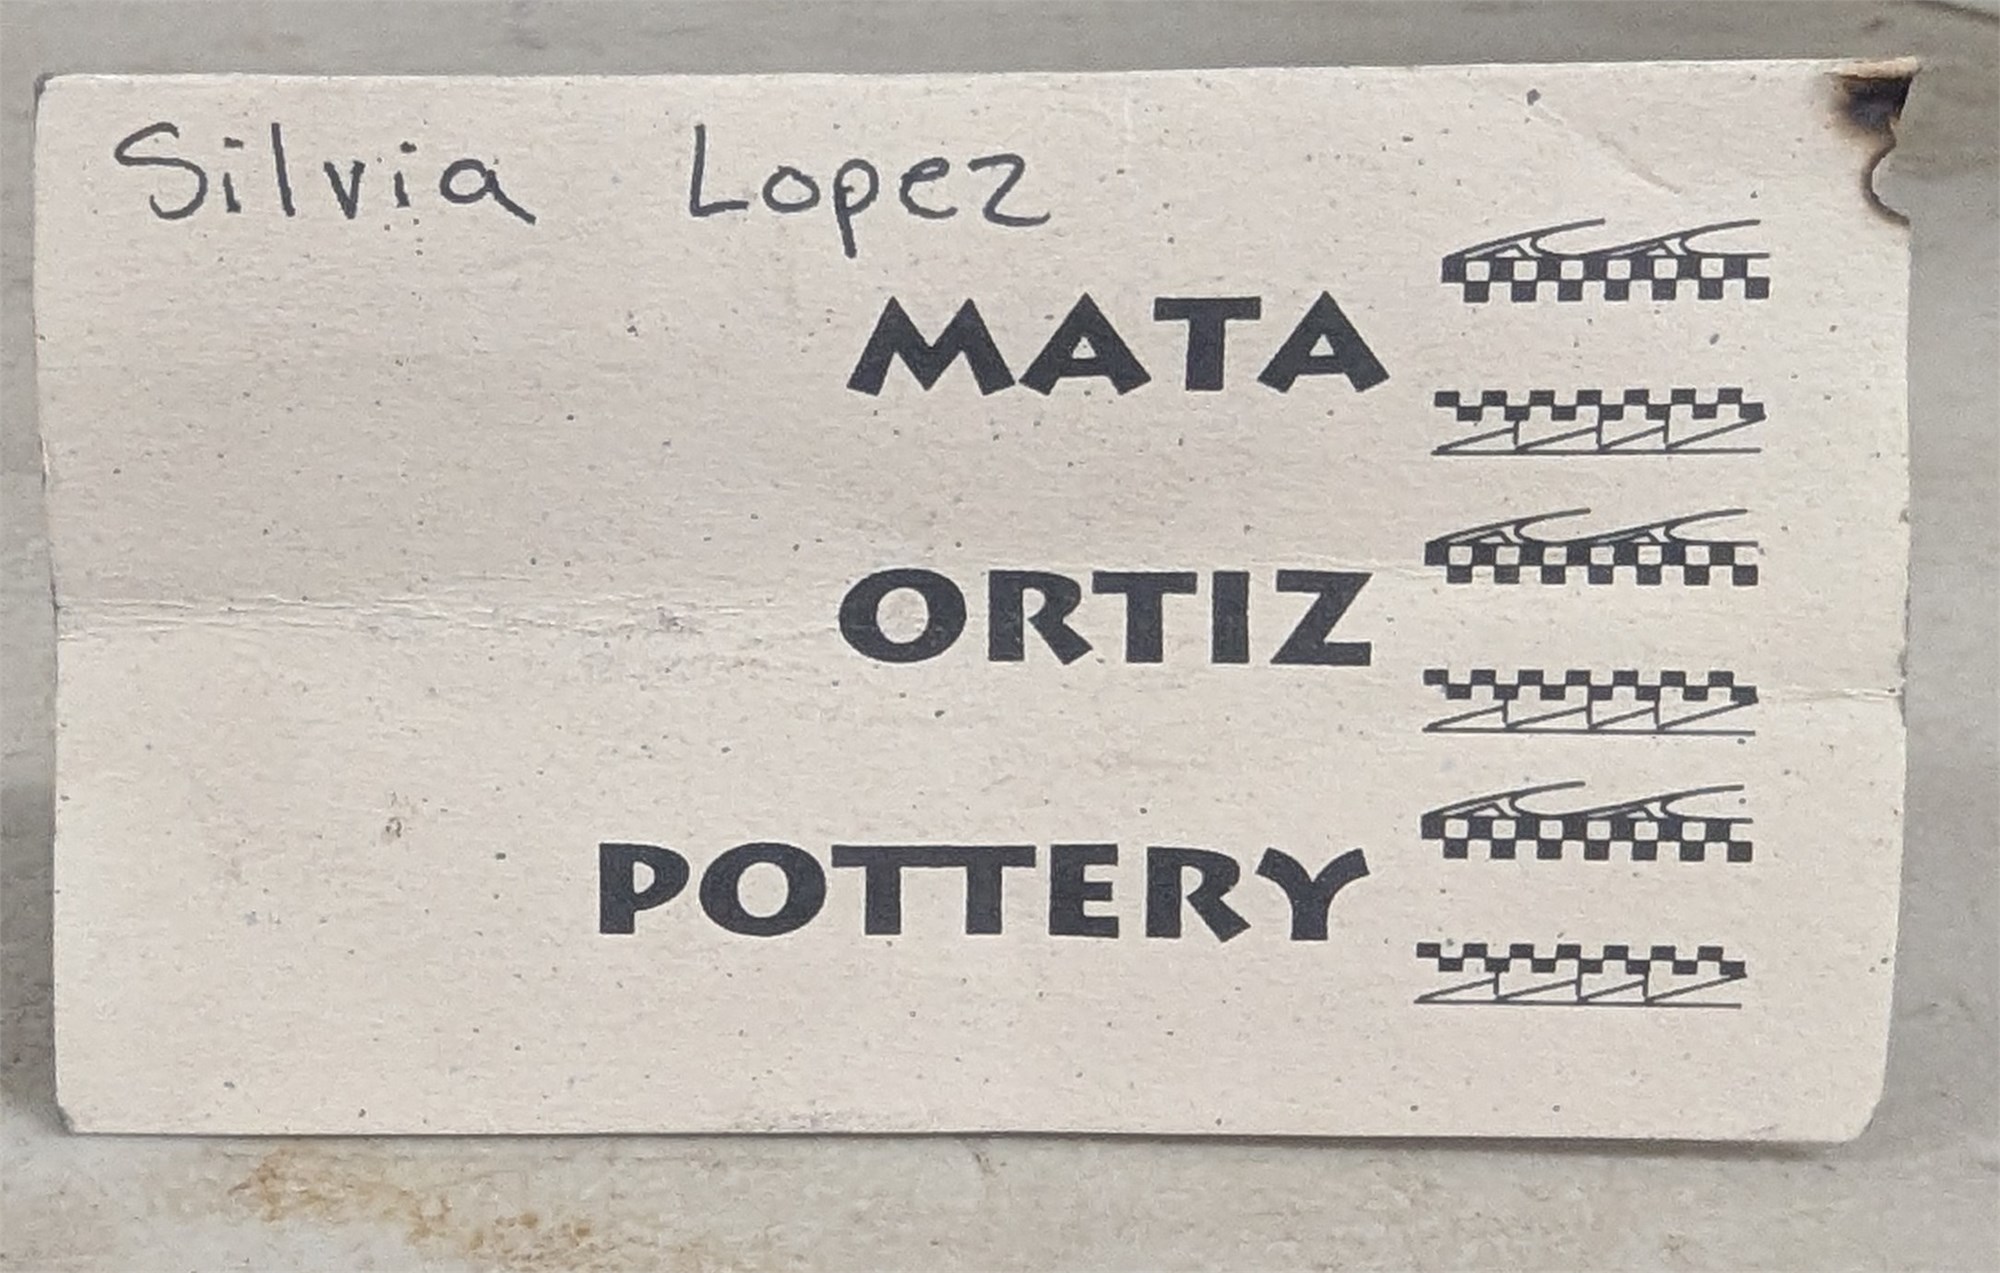 Silvia Lopez
MATA
ORTIZ
POTTERY